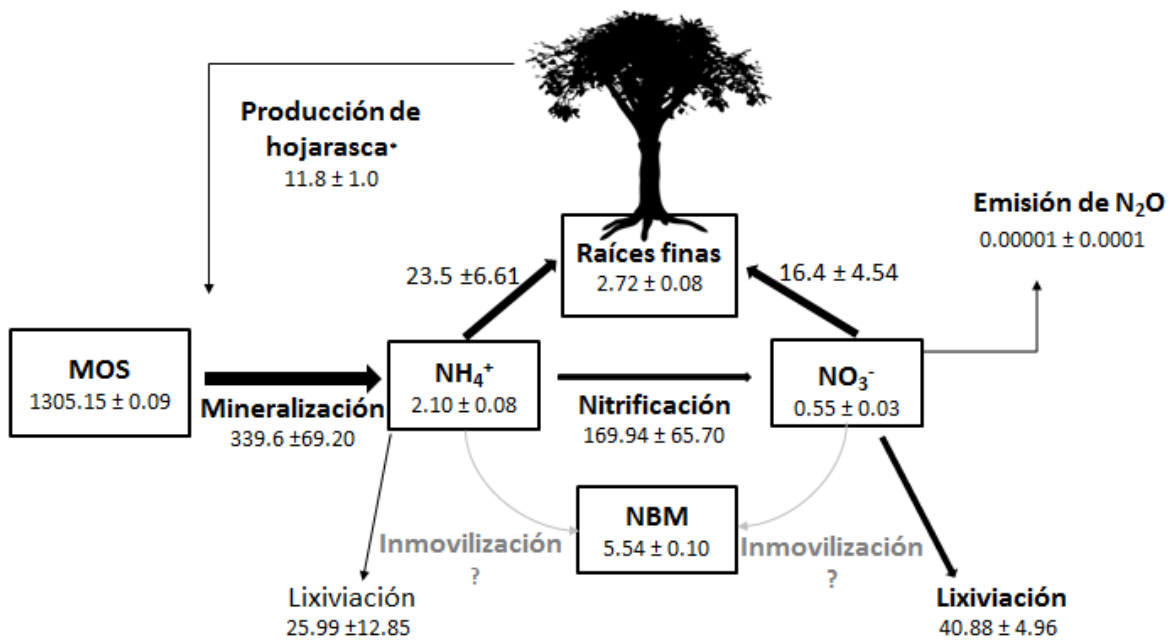 Producción de
hojarasca·
11.8 ± 1.0
Emisión de N₂O
0.00001 ± 0.0001
Raíces finas
2.72 ± 0.08
23.5 ±6.61
16.4 ± 4.54
MOS
1305.15 ± 0.09
Mineralización
339.6 ±69.20
NH₄⁺
2.10 ± 0.08
Nitrificación
169.94 ± 65.70
NO₃⁻
0.55 ± 0.03
NBM
5.54 ± 0.10
Inmovilización
?
Inmovilización
?
Lixiviación
25.99 ±12.85
Lixiviación
40.88 ± 4.96